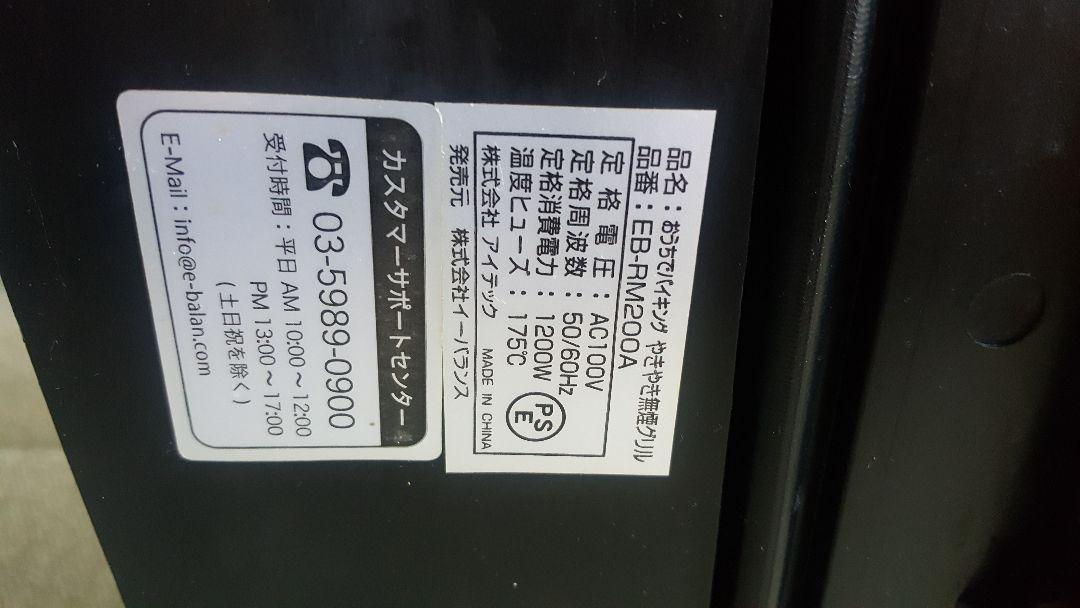 品名：おうちでバイキング やきやき無煙グリル
品番：EB-RM200A
定格電圧：AC100V
定格周波数：50/60Hz
定格消費電力：1200W
温度ヒューズ：175℃
PS
E
株式会社 アイテック MADE IN CHINA
発売元 株式会社イーバランス
カスタマーサポートセンター
☎ 03-5989-0900
受付時間：平日 AM 10:00～12:00
PM 13:00～17:00
(土日祝を除く)
E-Mail：info@e-balan.com